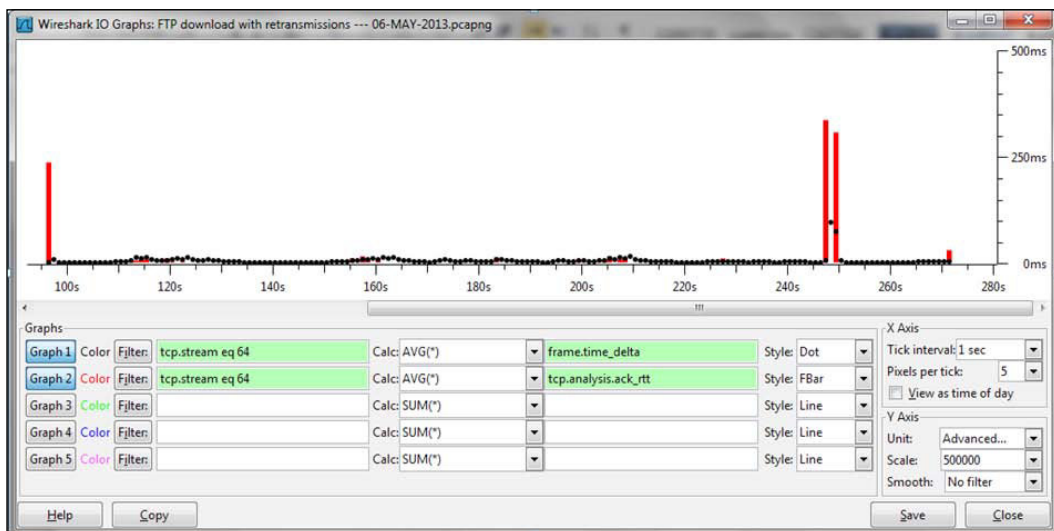 Wireshark IO Graphs: FTP download with retransmissions --- 06-MAY-2013.pcapng
500ms
250ms
0ms
100s 120s 140s 160s 180s 200s 220s 240s 260s 280s
Graphs
Graph 1 Color Filter: tcp.stream eq 64 Calc: AVG(*) frame.time_delta Style: Dot
Graph 2 Color Filter: tcp.stream eq 64 Calc: AVG(*) tcp.analysis.ack_rtt Style: FBar
Graph 3 Color Filter: Calc: SUM(*) Style: Line
Graph 4 Color Filter: Calc: SUM(*) Style: Line
Graph 5 Color Filter: Calc: SUM(*) Style: Line
X Axis
Tick interval: 1 sec
Pixels per tick: 5
View as time of day
Y Axis
Unit: Advanced...
Scale: 500000
Smooth: No filter
Help Copy Save Close